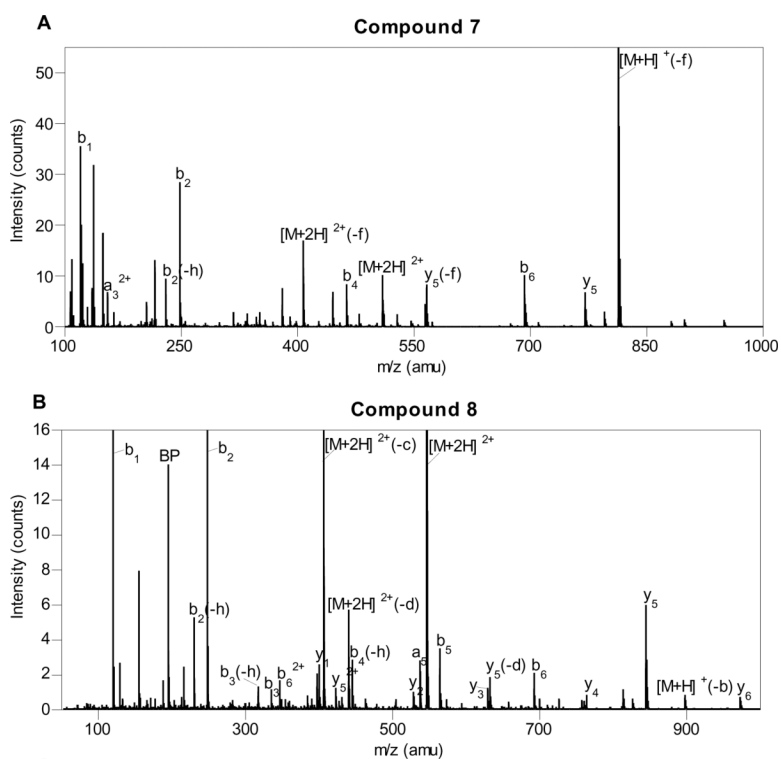 A
Compound 7
Intensity (counts)
50
40
30
20
10
0
b1
a3 2+
b2(-h)
b2
[M+2H] 2+(-f)
b4
[M+2H] 2+
y5(-f)
b6
y5
[M+H] +(-f)
100 250 400 550 700 850 1000
m/z (amu)
B
Compound 8
Intensity (counts)
16
14
12
10
8
6
4
2
0
b1
BP
b2
[M+2H] 2+(-c)
[M+2H] 2+
b2(-h)
[M+2H] 2+(-d)
b3(-h)
b3
b6 2+
y1
y5 2+
b4(-h)
a5
y2
b5
y3
y5(-d)
b6
y4
y5
[M+H] +(-b)
y6
100 300 500 700 900
m/z (amu)